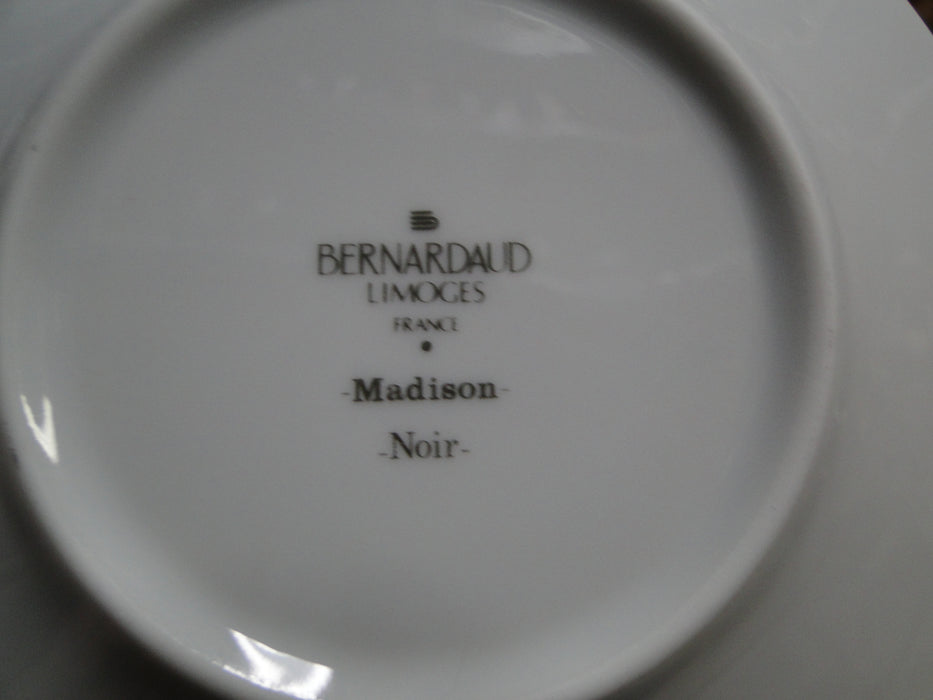 BERNARDAUD
LIMOGES
FRANCE
-Madison-
-Noir-